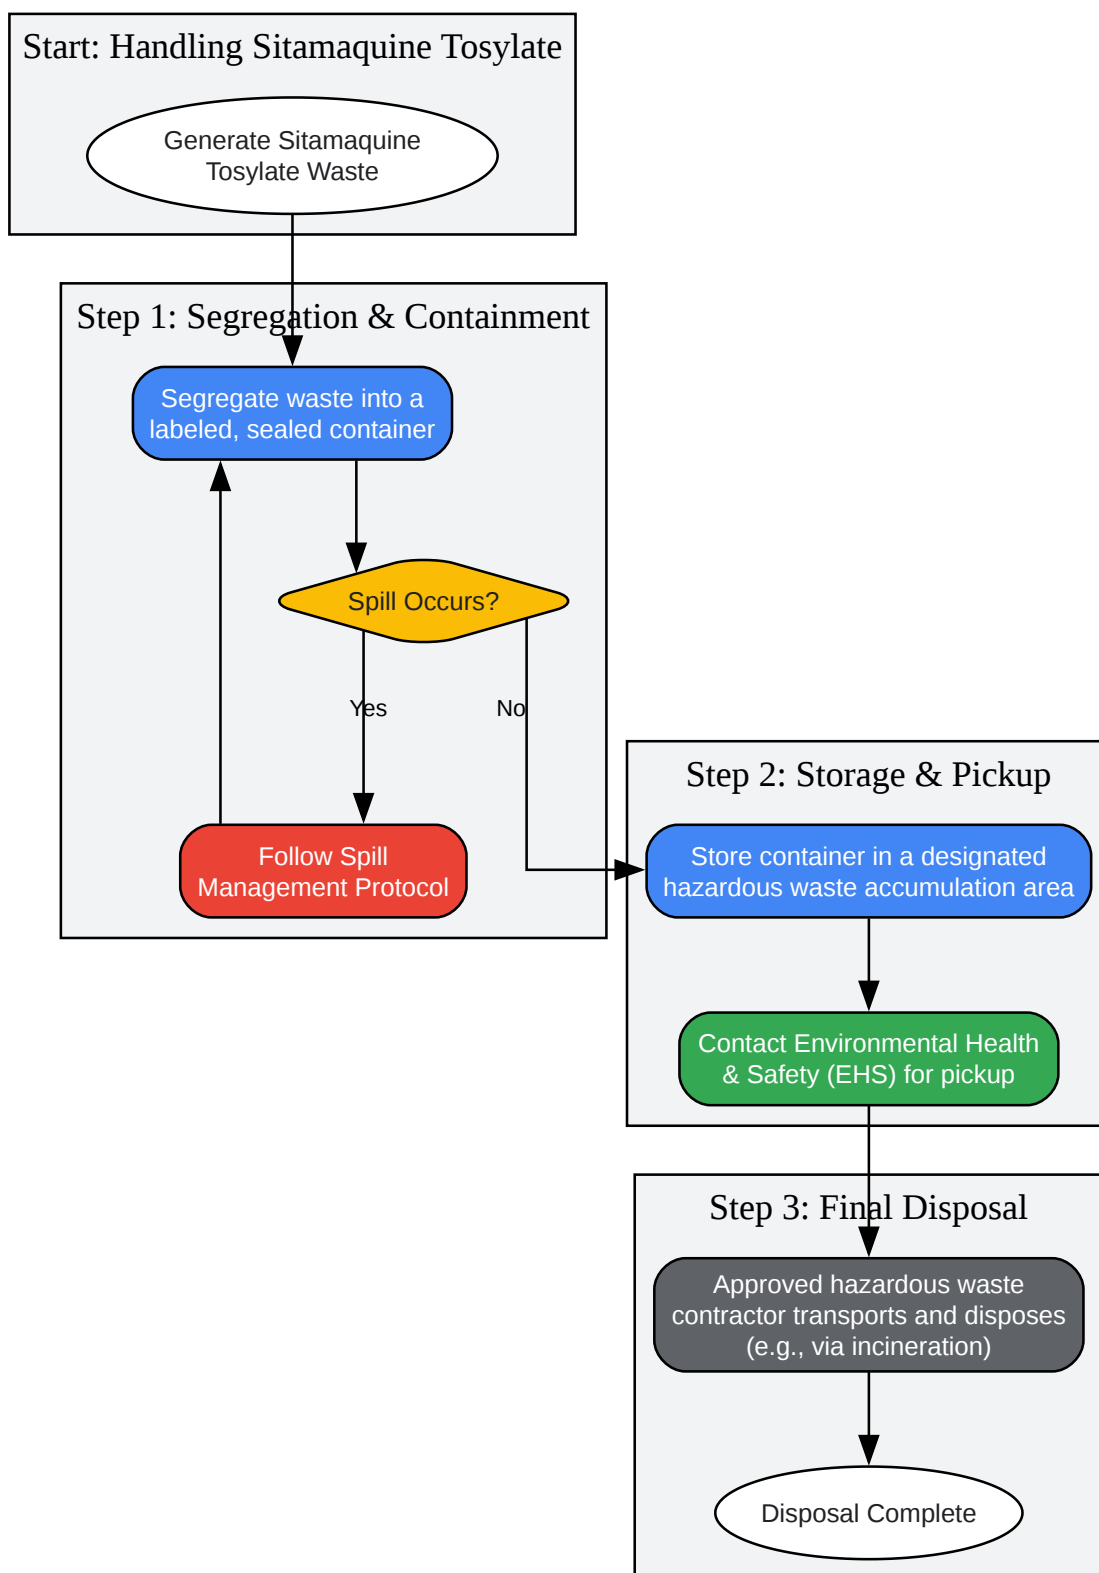 Start: Handling Sitamaquine Tosylate
Generate Sitamaquine
Tosylate Waste
Step 1: Segregation & Containment
Segregate waste into a
labeled, sealed container
Spill Occurs?
Yes
No
Follow Spill
Management Protocol
Step 2: Storage & Pickup
Store container in a designated
hazardous waste accumulation area
Contact Environmental Health
& Safety (EHS) for pickup
Step 3: Final Disposal
Approved hazardous waste
contractor transports and disposes
(e.g., via incineration)
Disposal Complete